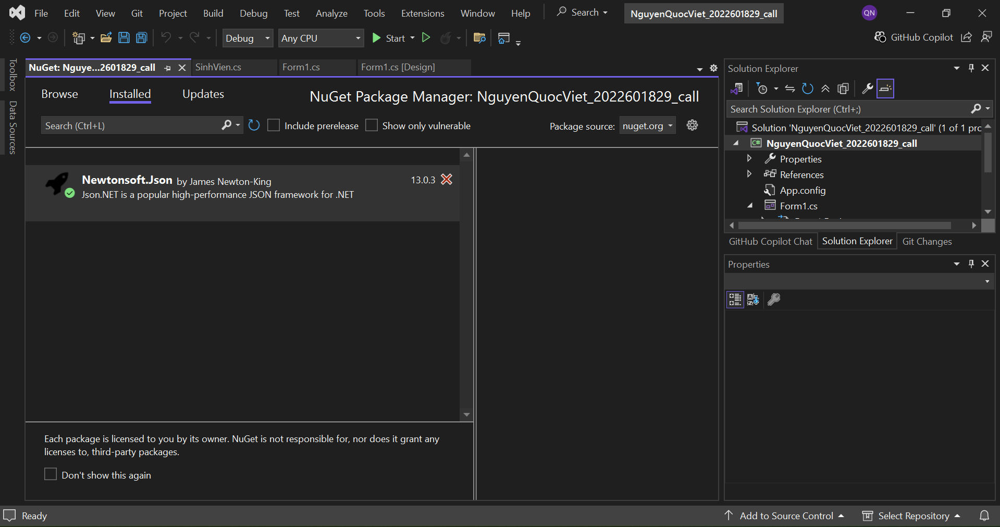 File Edit View Git Project Build Debug Test Analyze Tools Extensions Window Help Search NguyenQuocViet_2022601829_call QN
Debug Any CPU Start GitHub Copilot
Toolbox
Data Sources
NuGet: Nguye...2601829_call SinhVien.cs Form1.cs Form1.cs [Design]
Browse Installed Updates NuGet Package Manager: NguyenQuocViet_2022601829_call
Search (Ctrl+L) Include prerelease Show only vulnerable Package source: nuget.org
Newtonsoft.Json by James Newton-King 13.0.3
Json.NET is a popular high-performance JSON framework for .NET
Each package is licensed to you by its owner. NuGet is not responsible for, nor does it grant any
licenses to, third-party packages.
Don't show this again
Solution Explorer
Search Solution Explorer (Ctrl+;)
Solution 'NguyenQuocViet_2022601829_call' (1 of 1 pro
C# NguyenQuocViet_2022601829_call
Properties
References
App.config
Form1.cs
GitHub Copilot Chat Solution Explorer Git Changes
Properties
Ready Add to Source Control Select Repository